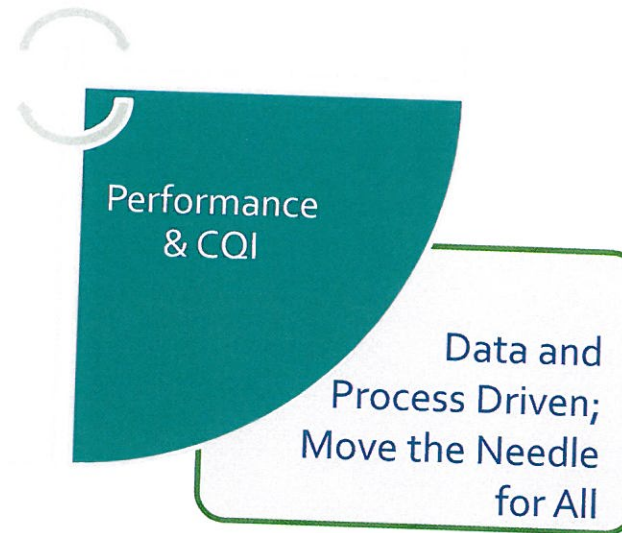 Performance
& CQI
Data and
Process Driven;
Move the Needle
for All